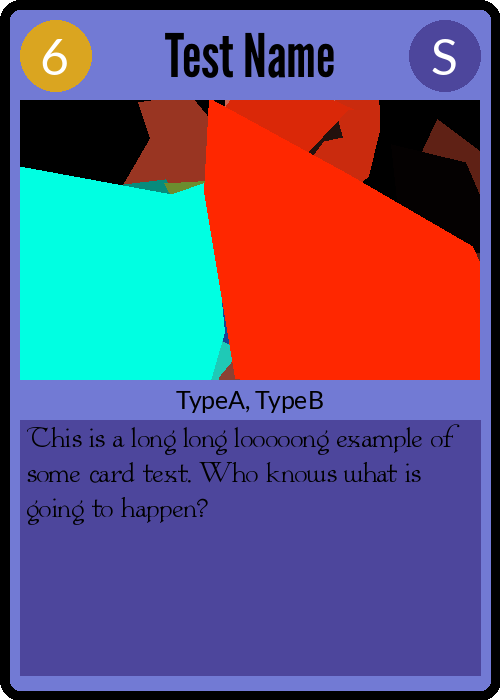 6 Test Name S
TypeA, TypeB
This is a long long looooong example of
some card text. Who knows what is
going to happen?